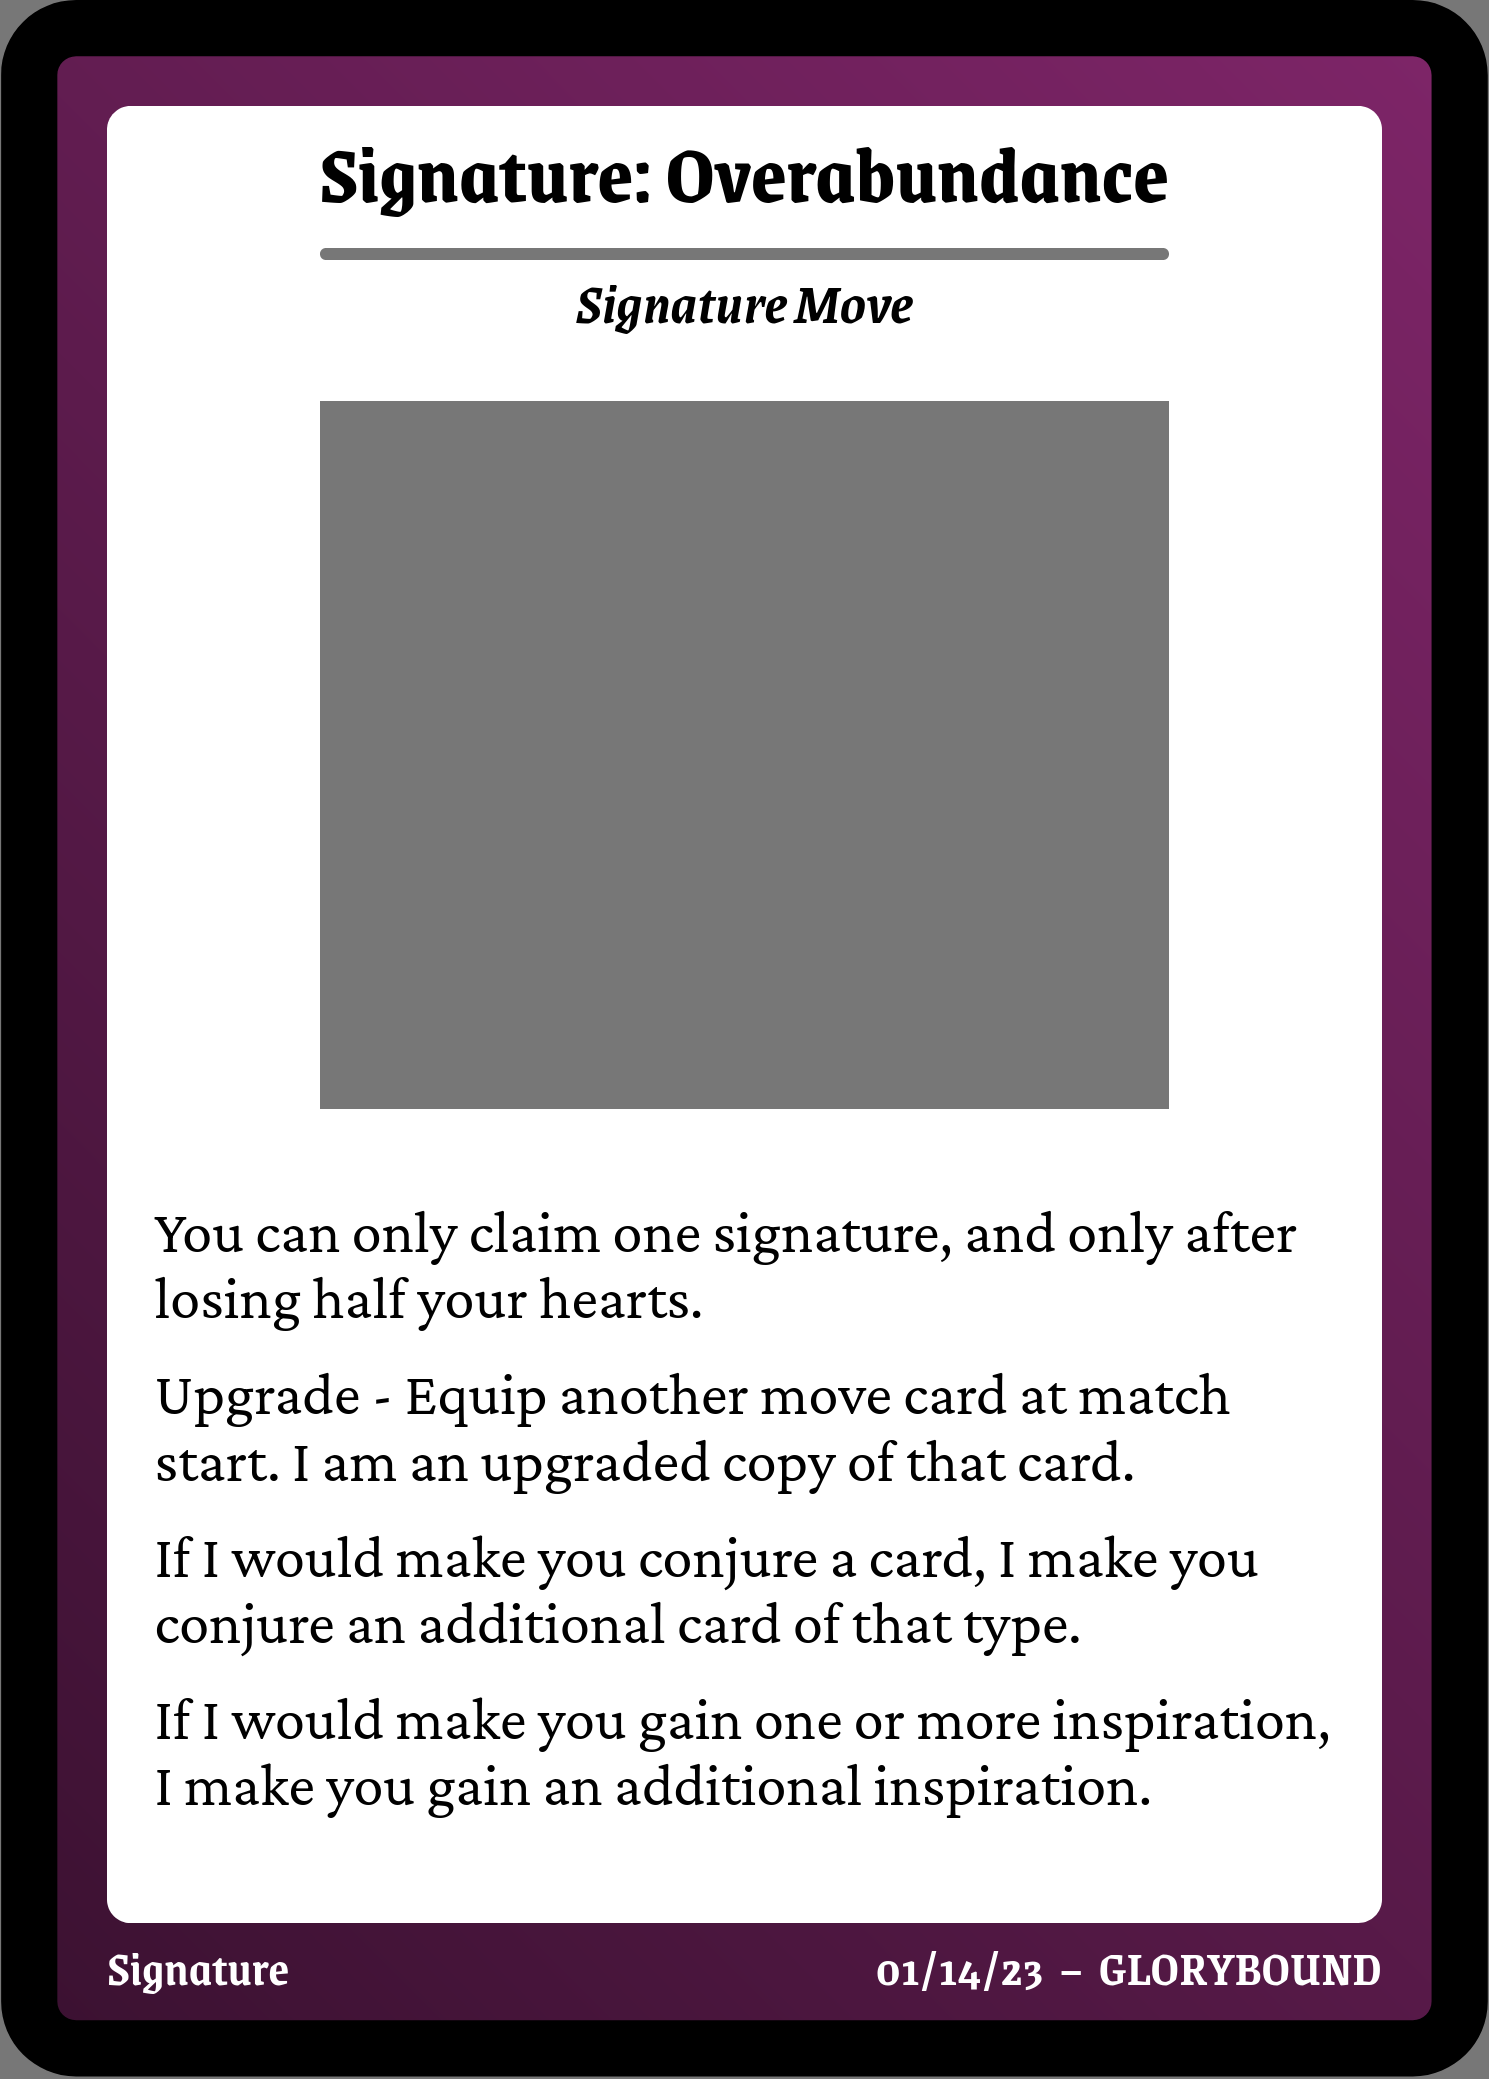 Signature: Overabundance
Signature Move
You can only claim one signature, and only after
losing half your hearts.
Upgrade - Equip another move card at match
start. I am an upgraded copy of that card.
If I would make you conjure a card, I make you
conjure an additional card of that type.
If I would make you gain one or more inspiration,
I make you gain an additional inspiration.
Signature
01/14/23 – GLORYBOUND